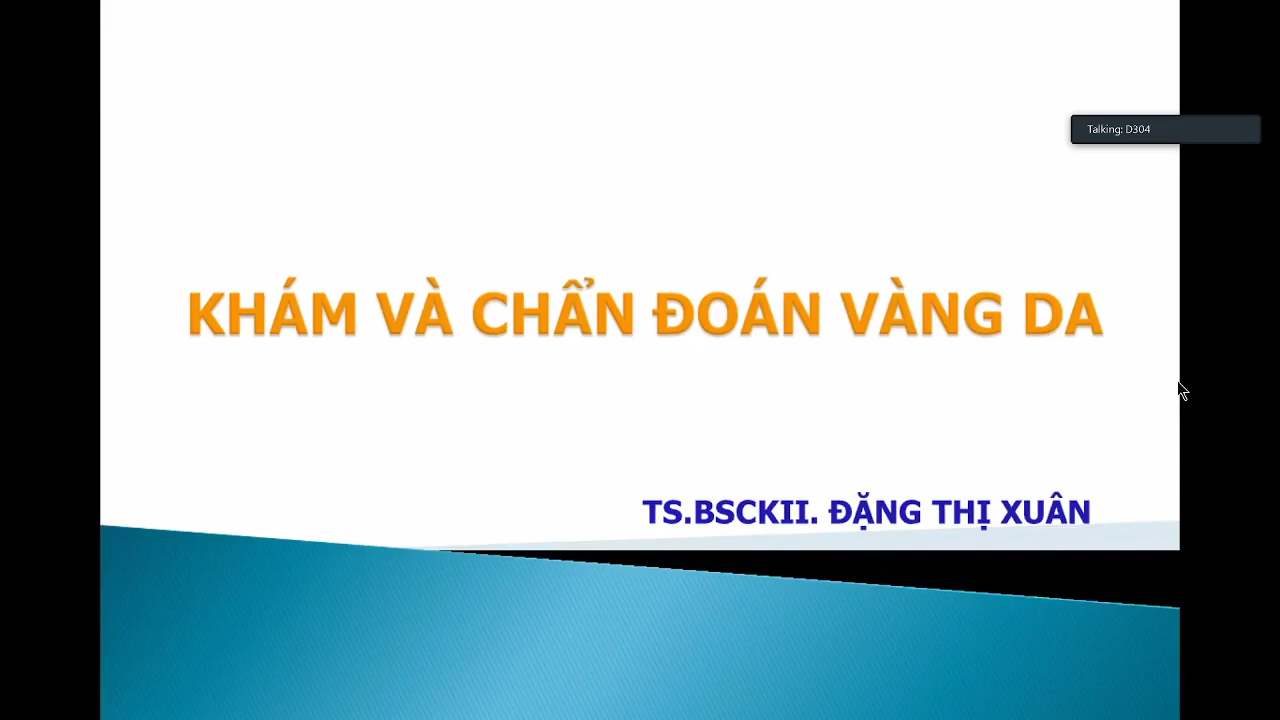 Talking: D304
KHÁM VÀ CHẨN ĐOÁN VÀNG DA
TS.BSCKII. ĐẶNG THỊ XUÂN